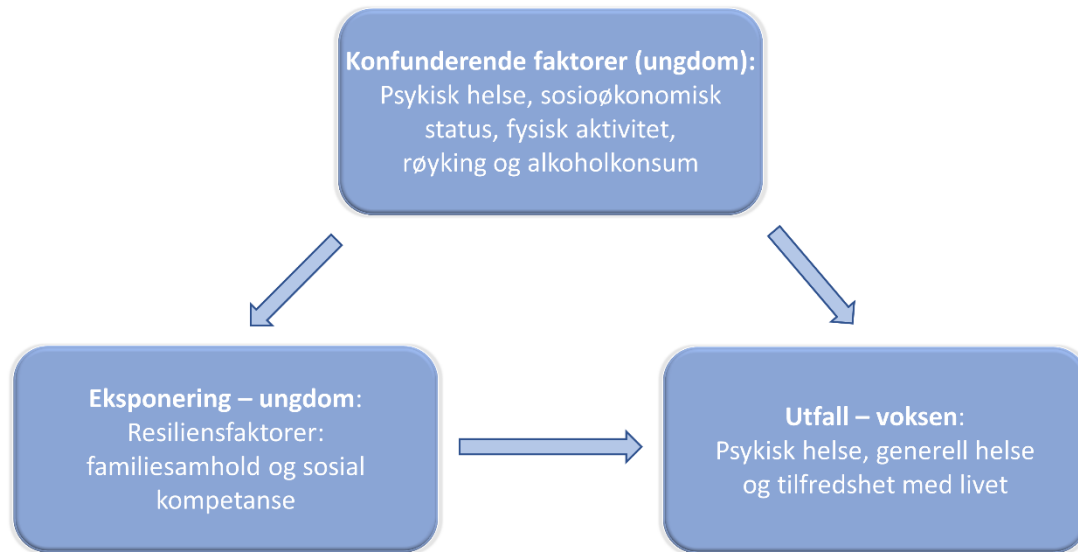 Konfunderende faktorer (ungdom):
Psykisk helse, sosioøkonomisk
status, fysisk aktivitet,
røyking og alkoholkonsum
Eksponering – ungdom:
Resiliensfaktorer:
familiesamhold og sosial
kompetanse
Utfall – voksen:
Psykisk helse, generell helse
og tilfredshet med livet